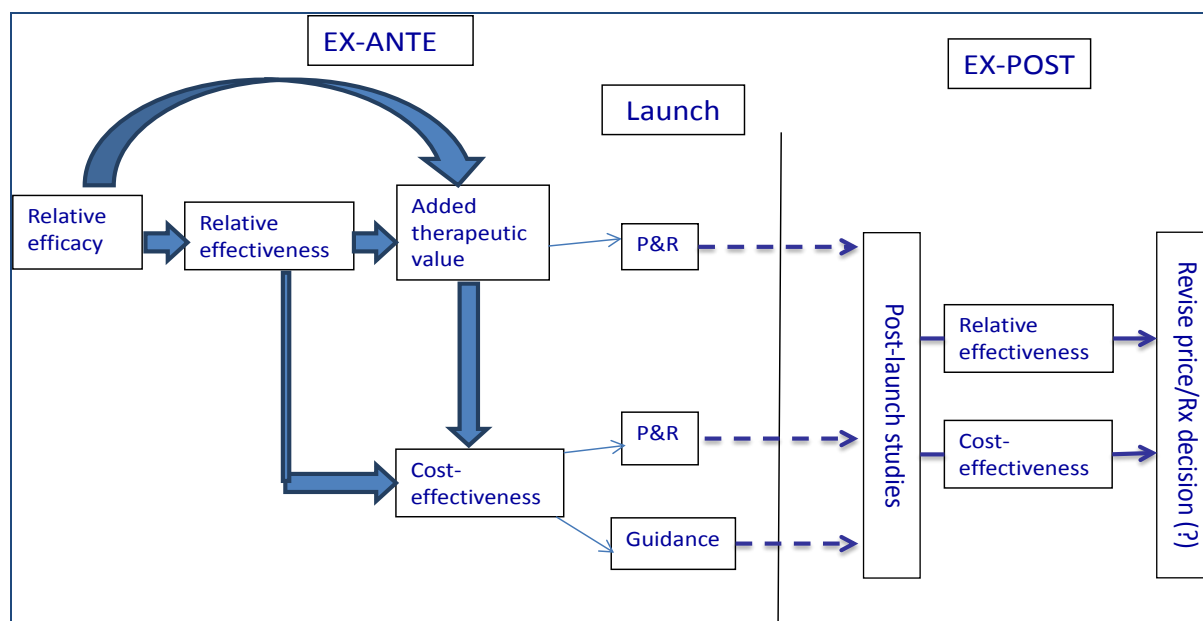 EX-ANTE
EX-POST
Launch
Relative
efficacy
Relative
effectiveness
Added
therapeutic
value
P&R
Cost-
effectiveness
P&R
Guidance
Post-launch studies
Relative
effectiveness
Cost-
effectiveness
Revise price/Rx decision (?)